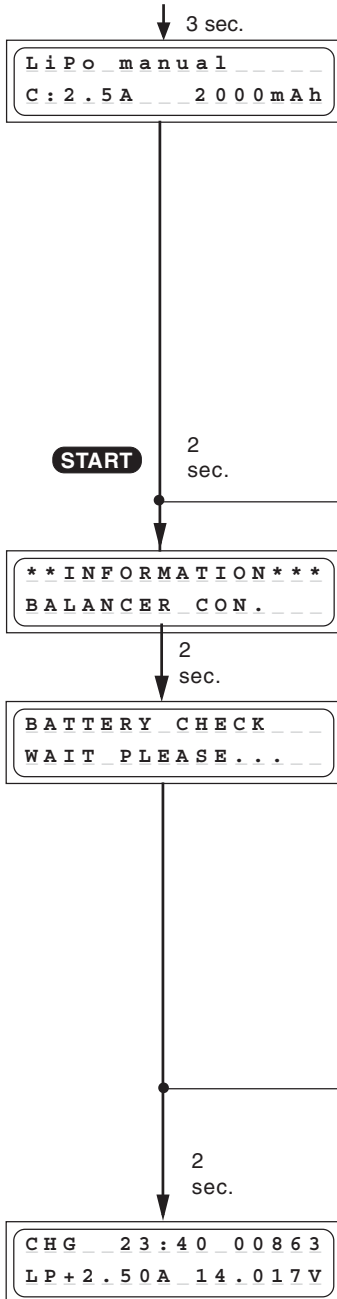 3 sec.
LiPo manual
C:2.5A 2000mAh
START
2
sec.
**INFORMATION***
BALANCER CON.
2
sec.
BATTERY CHECK
WAIT PLEASE...
2
sec.
CHG 23:40 00863
LP+2.50A 14.017V